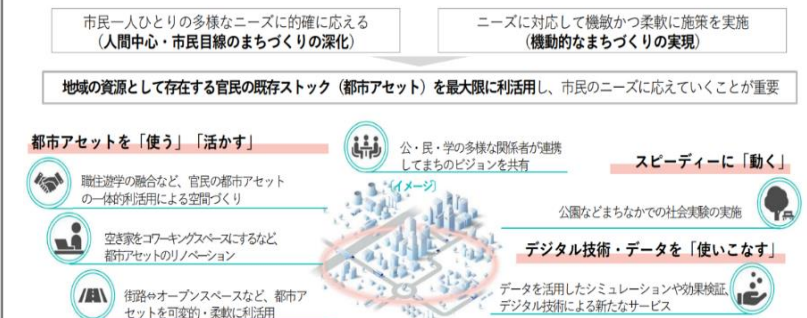 市民一人ひとりの多様なニーズに的確に応える
（人間中心・市民目線のまちづくりの深化）
ニーズに対応して機敏かつ柔軟に施策を実施
（機動的なまちづくりの実現）
地域の資源として存在する官民の既存ストック（都市アセット）を最大限に利活用し、市民のニーズに応えていくことが重要
都市アセットを「使う」「活かす」
職住遊学の融合など、官民の都市アセット
の一体的利活用による空間づくり
空き家をコワーキングスペースにするなど、
都市アセットのリノベーション
街路⇔オープンスペースなど、都市ア
セットを可変的・柔軟に利活用
公・民・学の多様な関係者が連携
してまちのビジョンを共有
（イメージ）
スピーディーに「動く」
公園などまちなかでの社会実験の実施
デジタル技術・データを「使いこなす」
データを活用したシミュレーションや効果検証、
デジタル技術による新たなサービス